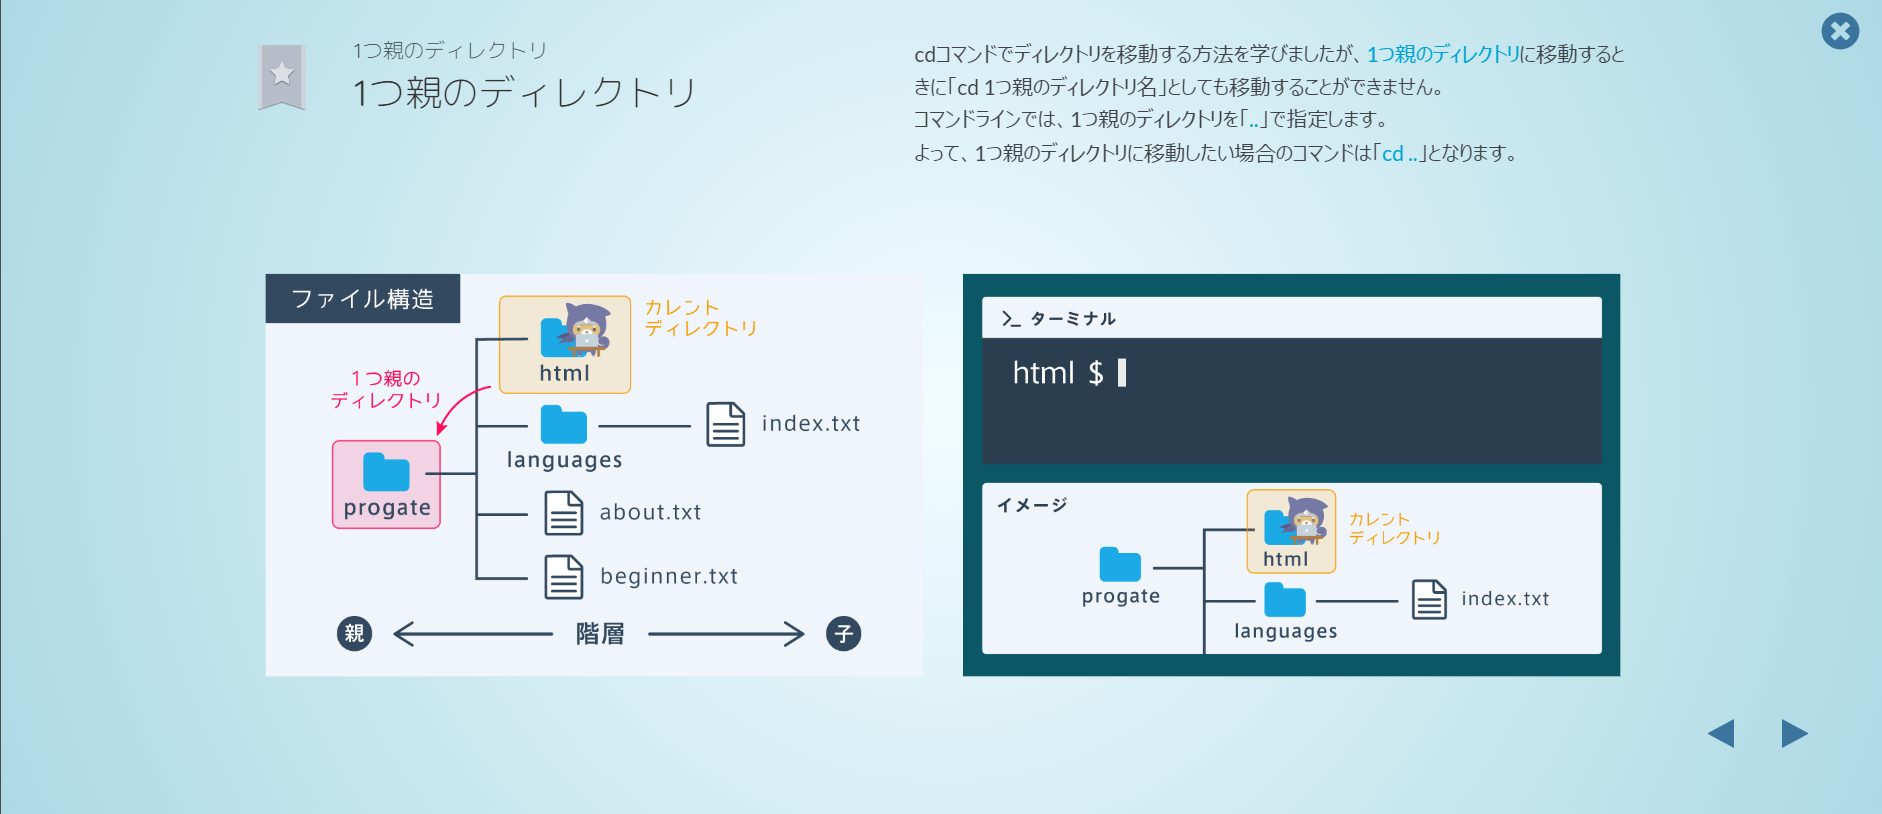 1つ親のディレクトリ
1つ親のディレクトリ
cdコマンドでディレクトリを移動する方法を学びましたが、1つ親のディレクトリに移動すると
きに「cd 1つ親のディレクトリ名」としても移動することができません。
コマンドラインでは、1つ親のディレクトリを「..」で指定します。
よって、1つ親のディレクトリに移動したい場合のコマンドは「cd ..」となります。
ファイル構造
カレント
ディレクトリ
html
1つ親の
ディレクトリ
index.txt
languages
progate
about.txt
beginner.txt
親
階層
子
>_ ターミナル
html $
イメージ
カレント
ディレクトリ
html
progate
index.txt
languages